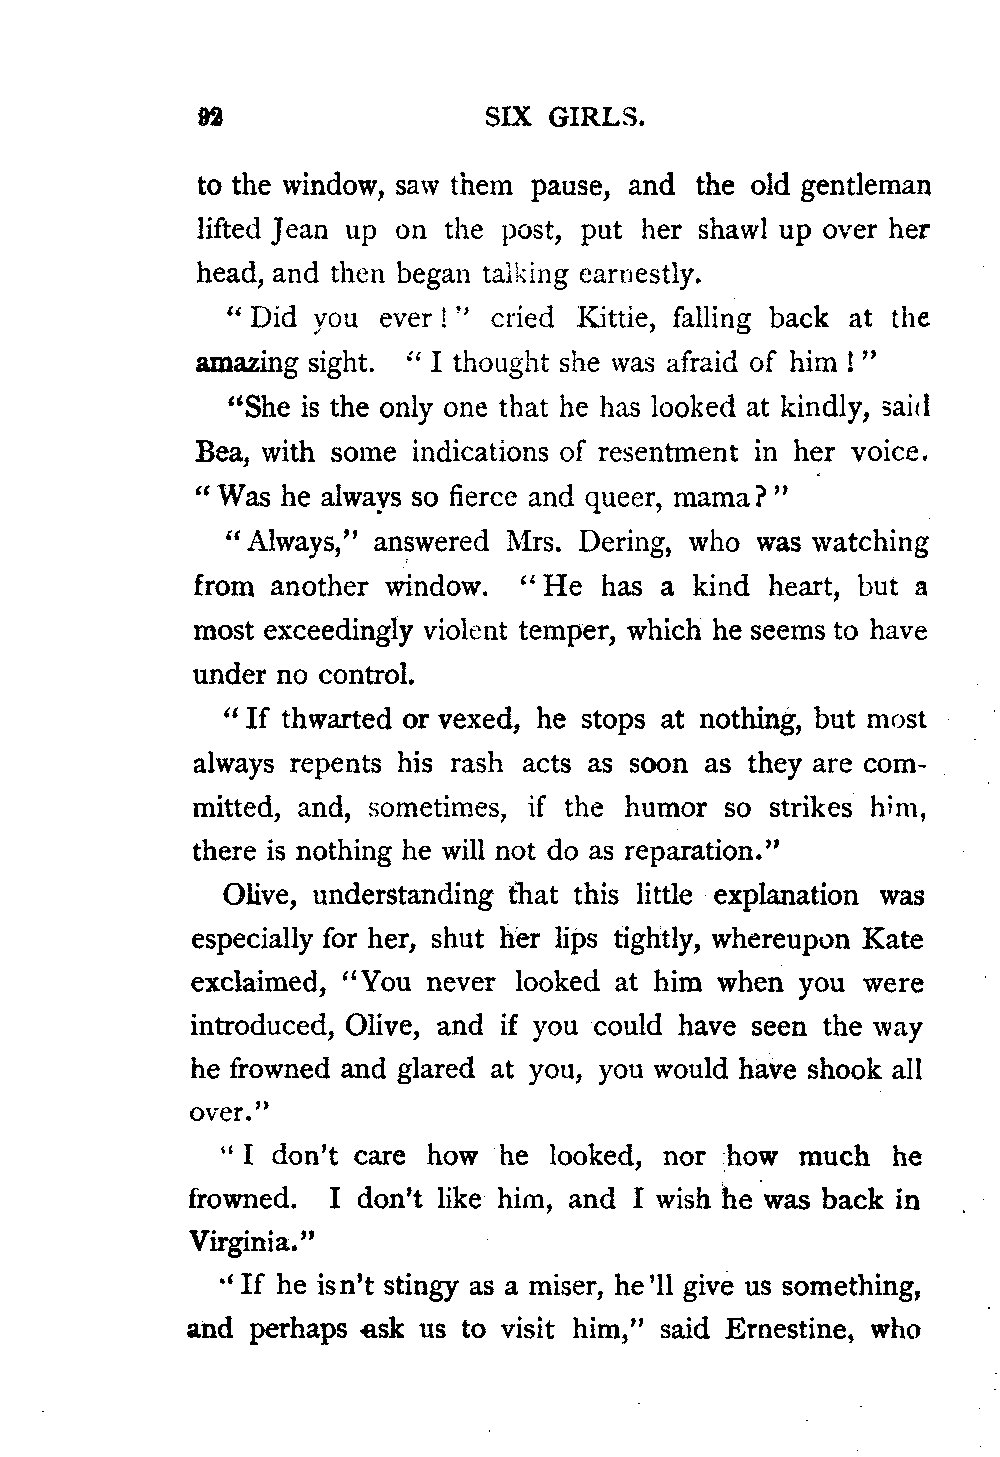 92 SIX GIRLS.
to the window, saw them pause, and the old gentleman
lifted Jean up on the post, put her shawl up over her
head, and then began talking earnestly.
“Did you ever!” cried Kittie, falling back at the
amazing sight. “I thought she was afraid of him!”
“She is the only one that he has looked at kindly, said
Bea, with some indications of resentment in her voice.
“Was he always so fierce and queer, mama?”
“Always,” answered Mrs. Dering, who was watching
from another window. “He has a kind heart, but a
most exceedingly violent temper, which he seems to have
under no control.
“If thwarted or vexed, he stops at nothing, but most
always repents his rash acts as soon as they are com-
mitted, and, sometimes, if the humor so strikes him,
there is nothing he will not do as reparation.”
Olive, understanding that this little explanation was
especially for her, shut her lips tightly, whereupon Kate
exclaimed, “You never looked at him when you were
introduced, Olive, and if you could have seen the way
he frowned and glared at you, you would have shook all
over.”
“I don't care how he looked, nor how much he
frowned. I don't like him, and I wish he was back in
Virginia.”
“If he isn't stingy as a miser, he'll give us something,
and perhaps ask us to visit him,” said Ernestine, who